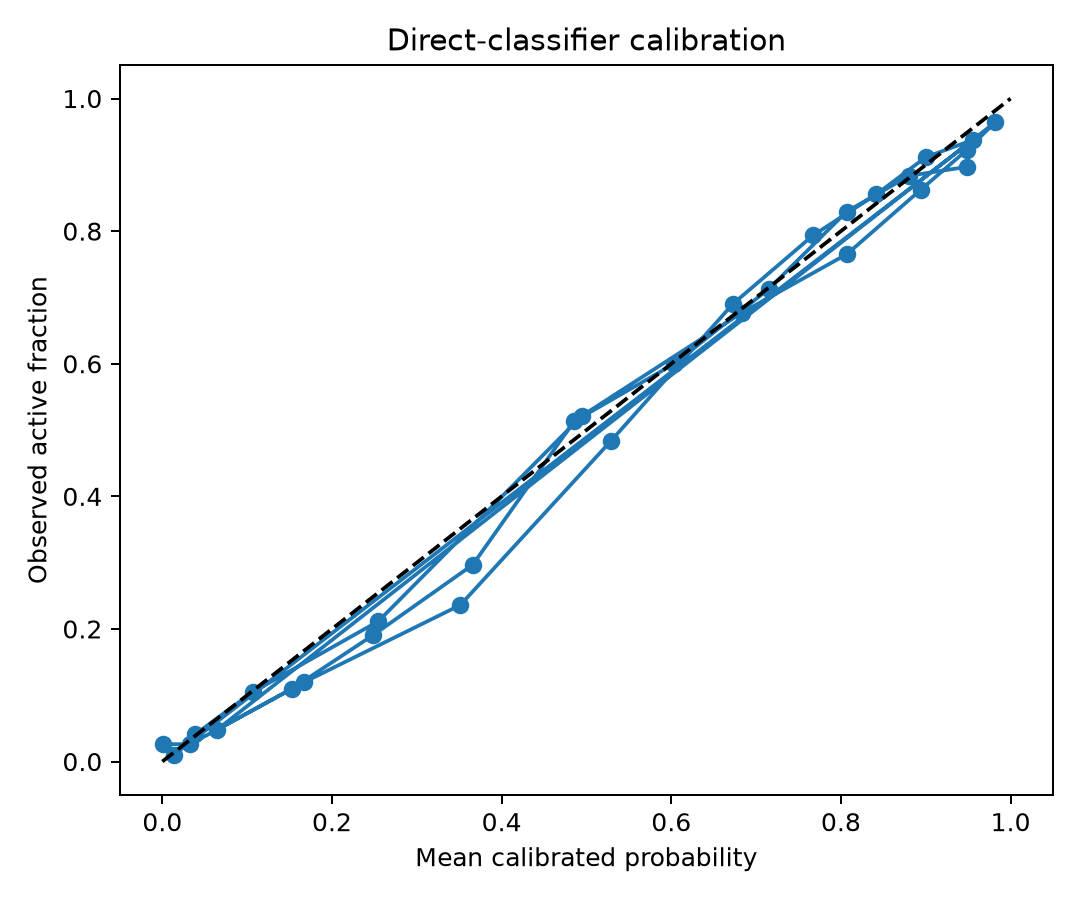 Direct-classifier calibration
1.0
0.8
0.6
0.4
0.2
0.0
Observed active fraction
0.0 0.2 0.4 0.6 0.8 1.0
Mean calibrated probability